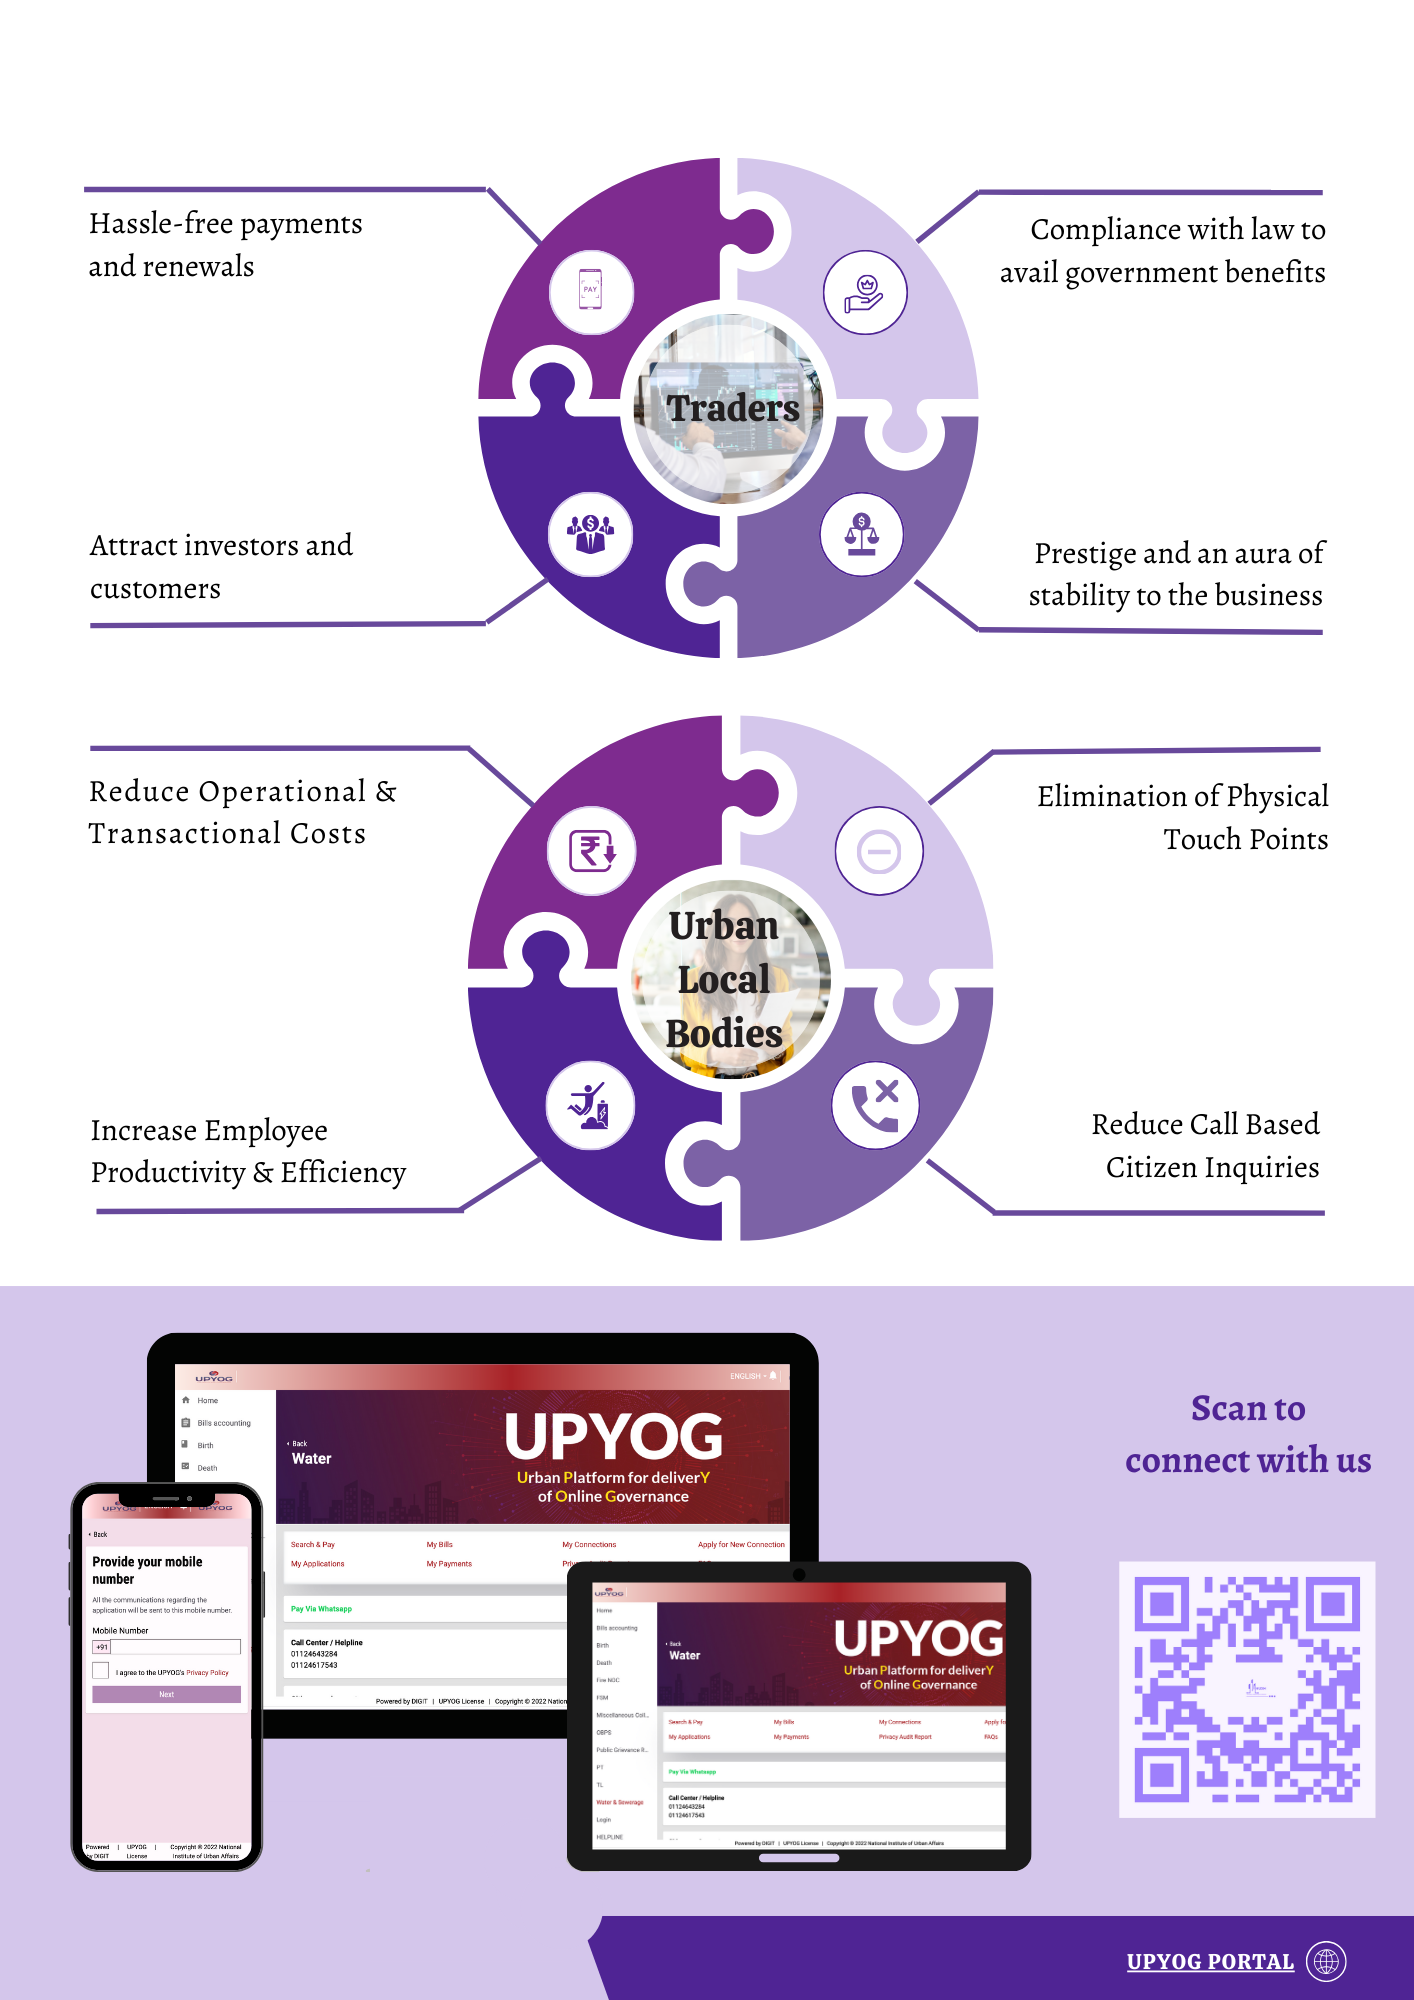 Hassle-free payments
and renewals
Compliance with law to
avail government benefits
PAY
Traders
Attract investors and
customers
Prestige and an aura of
stability to the business
Reduce Operational &
Transactional Costs
Elimination of Physical
Touch Points
Urban
Local
Bodies
Increase Employee
Productivity & Efficiency
Reduce Call Based
Citizen Inquiries
UPYOG
ENGLISH
Home
Bills accounting
Birth
Death
Back
Water
UPYOG
Urban Platform for deliverY
of Online Governance
Search & Pay
My Bills
My Connections
Apply for New Connection
My Applications
My Payments
Pay Via Whatsapp
Call Center / Helpline
01124643284
01124617543
Powered by DIGIT | UPYOG License | Copyright © 2022 Nation
UPYOG
UPYOG
Back
Provide your mobile
number
All the communications regarding the
application will be sent to this mobile number.
Mobile Number
+91
I agree to the UPYOG's Privacy Policy
Next
Powered | UPYOG | Copyright © 2022 National
by DIGIT License Institute of Urban Affairs
UPYOG
Home
Bills accounting
Birth
Death
Fire NOC
FSM
Miscellaneous Coll...
OBPS
Public Grievance R...
PT
TL
Water & Sewerage
Login
HELPLINE
Back
Water
UPYOG
Urban Platform for deliverY
of Online Governance
Search & Pay
My Bills
My Connections
Apply fo
My Applications
My Payments
Privacy Audit Report
FAQs
Pay Via Whatsapp
Call Center / Helpline
01124643284
01124617543
Powered by DIGIT | UPYOG License | Copyright © 2022 National Institute of Urban Affairs
Scan to
connect with us
UPYOG PORTAL